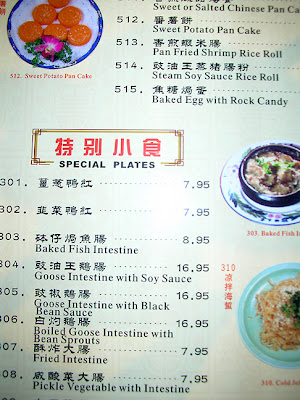 Sweet or Salted Chinese Pan Ca
512. 番薯餅
Sweet Potato Pan Cake
513. 香煎蝦米腸
Pan Fried Shrimp Rice Roll
514. 豉油王蒸豬腸粉
Steam Soy Sauce Rice Roll
515. 焦糖焗蛋
Baked Egg with Rock Candy
512. Sweet Potato Pan Cake
特别小食
SPECIAL PLATES
301. 薑葱鴨紅 7.95
302. 韭菜鴨紅 7.95
303. 砵仔焗魚腸 8.95
Baked Fish Intestine
304. 豉油王鵝腸 16.95
Goose Intestine with Soy Sauce
305. 豉椒鵝腸 16.95
Goose Intestine with Black
Bean Sauce
306. 白灼鵝腸 16.95
Boiled Goose Intestine with
Bean Sprouts
307. 酥炸大腸 7.95
Fried Intestine
308. 咸酸菜大腸 7.95
Pickle Vegetable with Intestine
303. Baked Fish In
310
凉拌海蜇
310. Cold